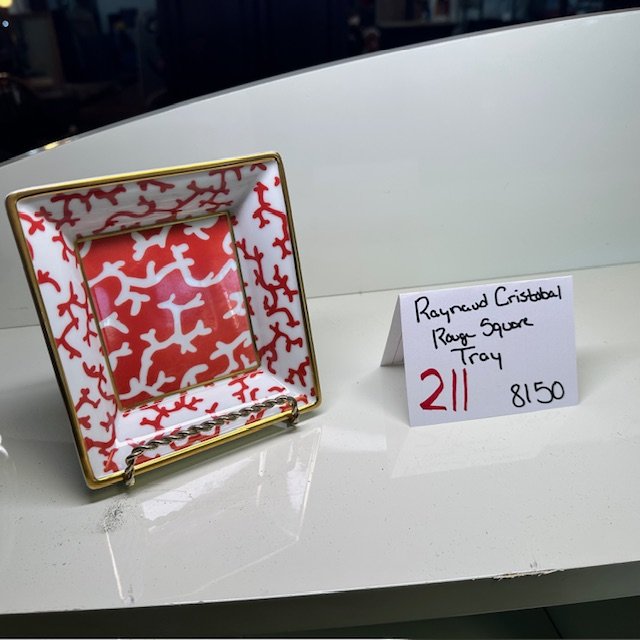 Raynaud Cristobal
Rouge Square
Tray
211 8150